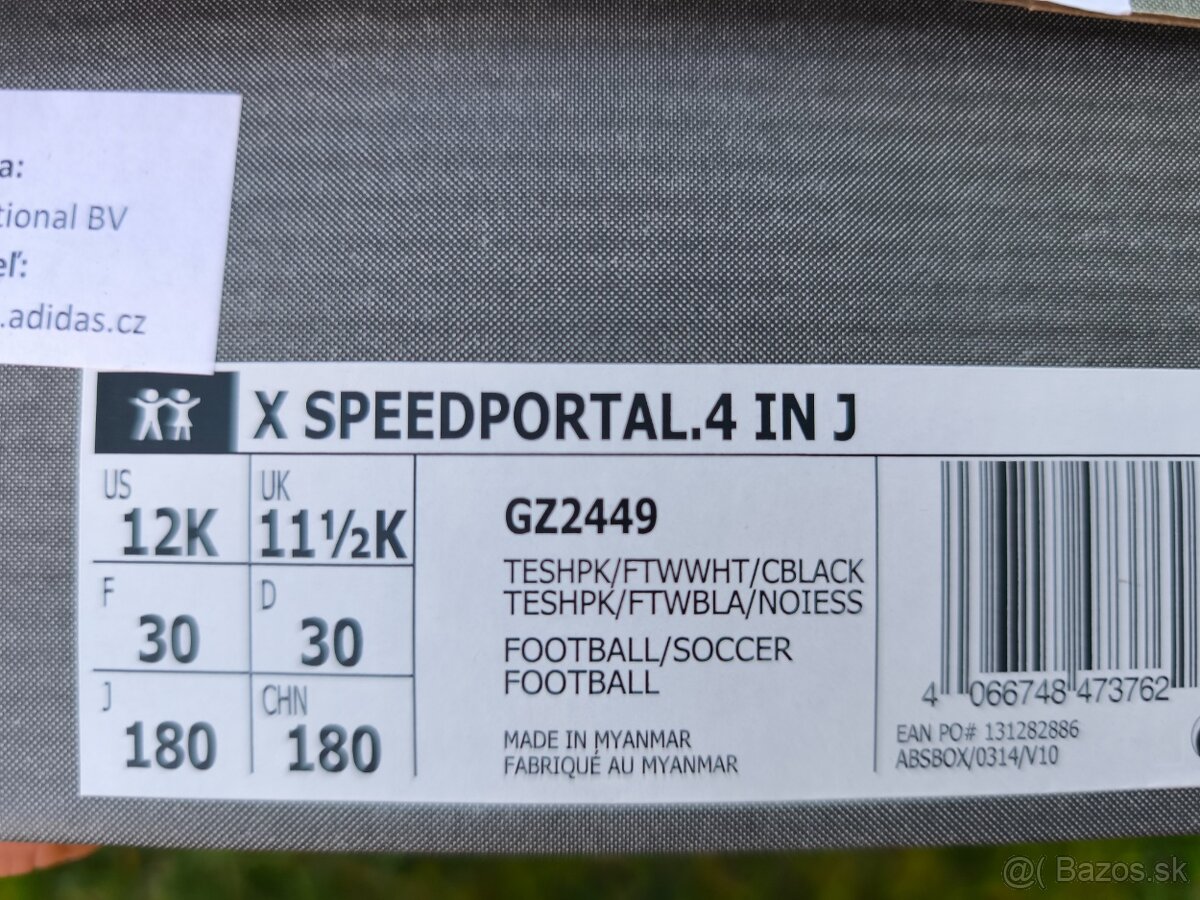 a:
tional BV
eľ:
.adidas.cz
X SPEEDPORTAL.4 IN J
US
12K
UK
11½K
F
30
D
30
J
180
CHN
180
GZ2449
TESHPK/FTWWHT/CBLACK
TESHPK/FTWBLA/NOIESS
FOOTBALL/SOCCER
FOOTBALL
MADE IN MYANMAR
FABRIQUÉ AU MYANMAR
4 066748 473762
EAN PO# 131282886
ABSBOX/0314/V10
@( Bazos.sk